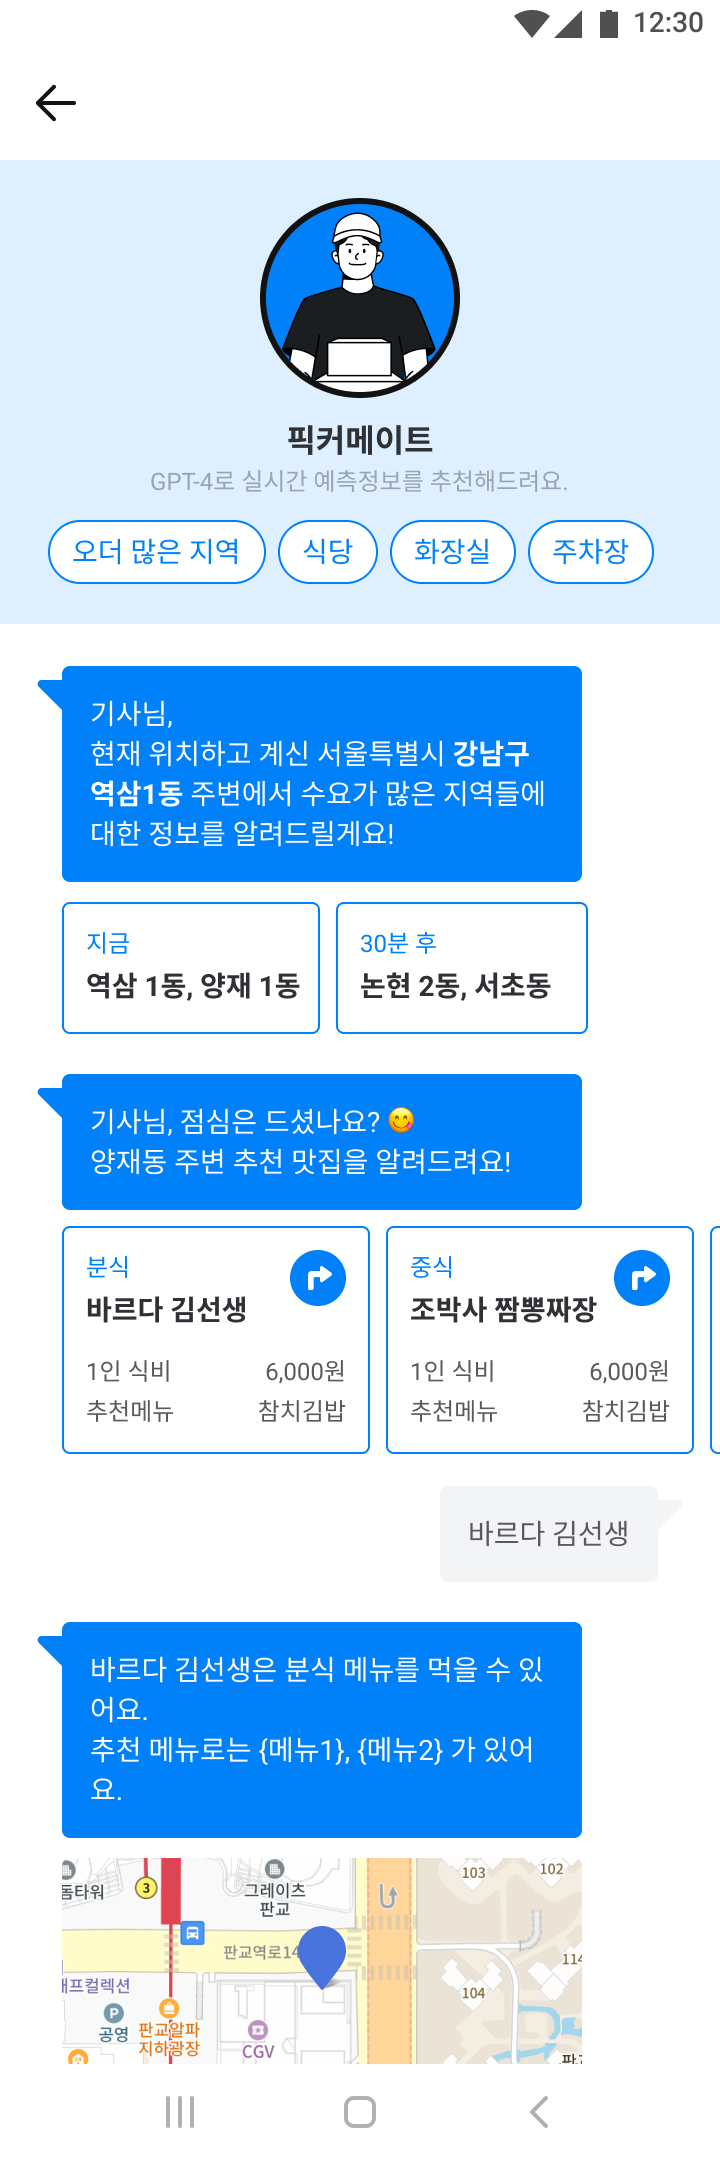 12:30
픽커메이트
GPT-4로 실시간 예측정보를 추천해드려요.
오더 많은 지역 식당 화장실 주차장
기사님,
현재 위치하고 계신 서울특별시 강남구
역삼1동 주변에서 수요가 많은 지역들에
대한 정보를 알려드릴게요!
지금
역삼 1동, 양재 1동
30분 후
논현 2동, 서초동
기사님, 점심은 드셨나요? 😋
양재동 주변 추천 맛집을 알려드려요!
분식
바르다 김선생
1인 식비 6,000원
추천메뉴 참치김밥
중식
조박사 짬뽕짜장
1인 식비 6,000원
추천메뉴 참치김밥
바르다 김선생
바르다 김선생은 분식 메뉴를 먹을 수 있
어요.
추천 메뉴로는 {메뉴1}, {메뉴2} 가 있어
요.
돔타워
3
그레이츠
판교
103
102
판교역로14
114
104
래프컬렉션
P
공영
판교알파
지하광장
CGV